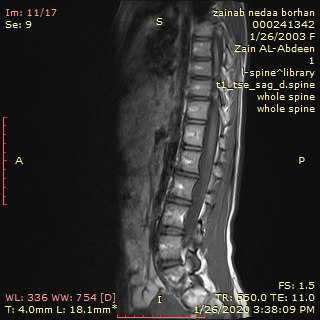 Im: 11/17
Se: 9
zainab nedaa borhan
000241342
1/26/2003 F
Zain AL-Abdeen
1
l-spine^library
t1_tse_sag_d.spine
whole spine
whole spine
S
A
P
I
WL: 336 WW: 754 [D]
T: 4.0mm L: 18.1mm*
FS: 1.5
TR: 550.0 TE: 11.0
1/26/2020 3:38:09 PM